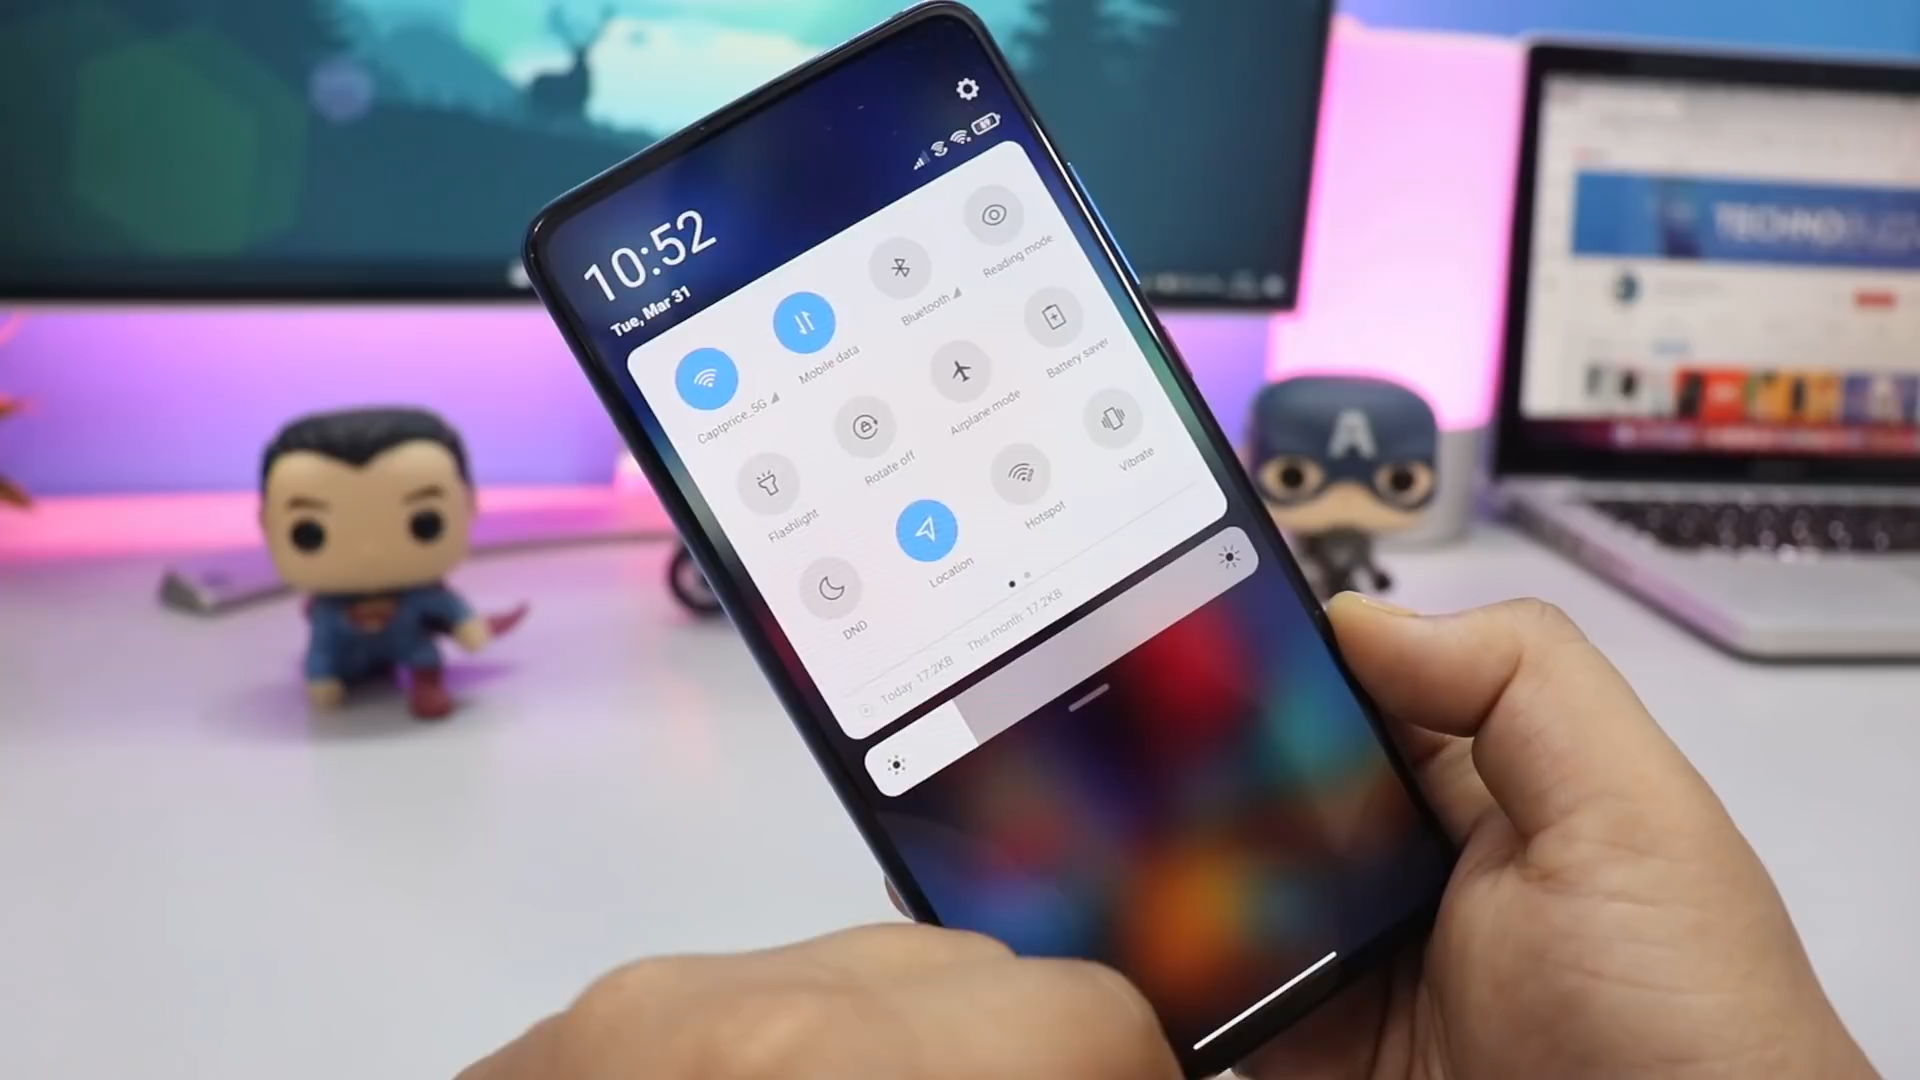 10:52
Tue, Mar 31
89
Captprice_5G
Mobile data
Bluetooth
Reading mode
Flashlight
Rotate off
Airplane mode
Battery saver
DND
Location
Hotspot
Vibrate
Today: 17.2KB
This month: 17.2KB
A